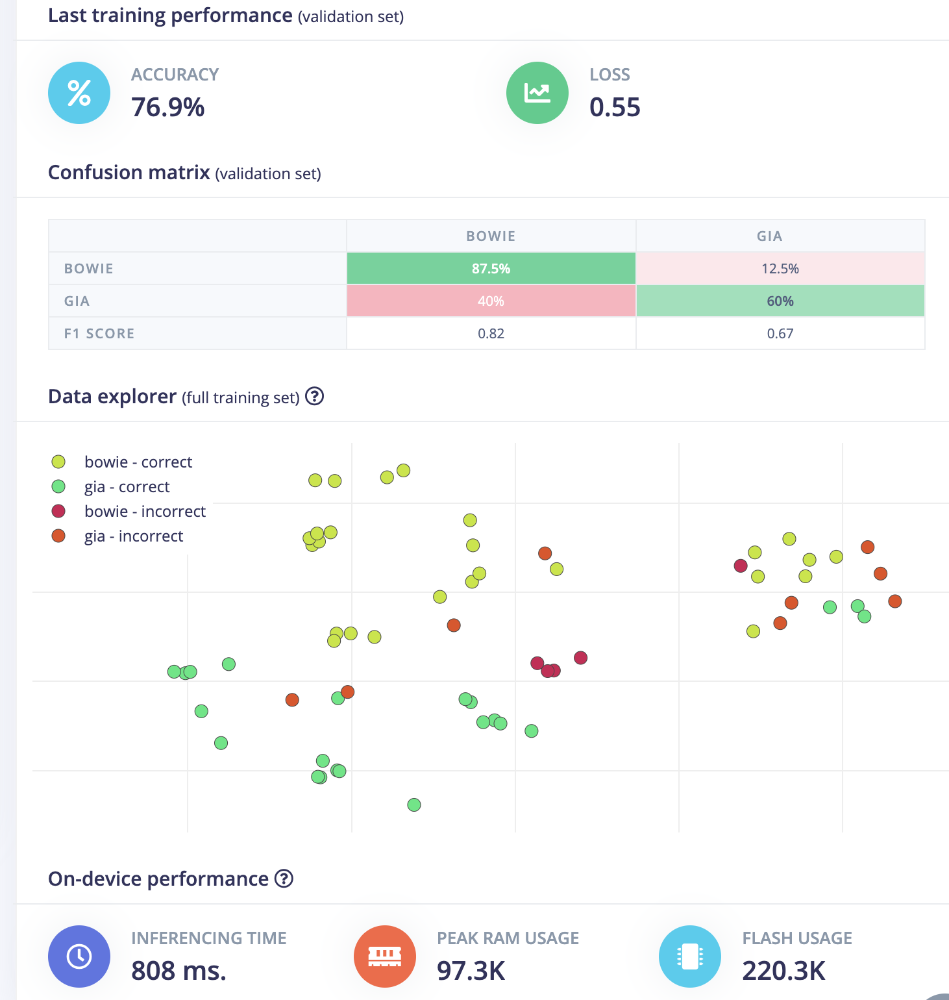 Last training performance (validation set)
ACCURACY
76.9%
LOSS
0.55
Confusion matrix (validation set)
BOWIE GIA
BOWIE 87.5% 12.5%
GIA 40% 60%
F1 SCORE 0.82 0.67
Data explorer (full training set) ?
bowie - correct
gia - correct
bowie - incorrect
gia - incorrect
On-device performance ?
INFERENCING TIME
808 ms.
PEAK RAM USAGE
97.3K
FLASH USAGE
220.3K